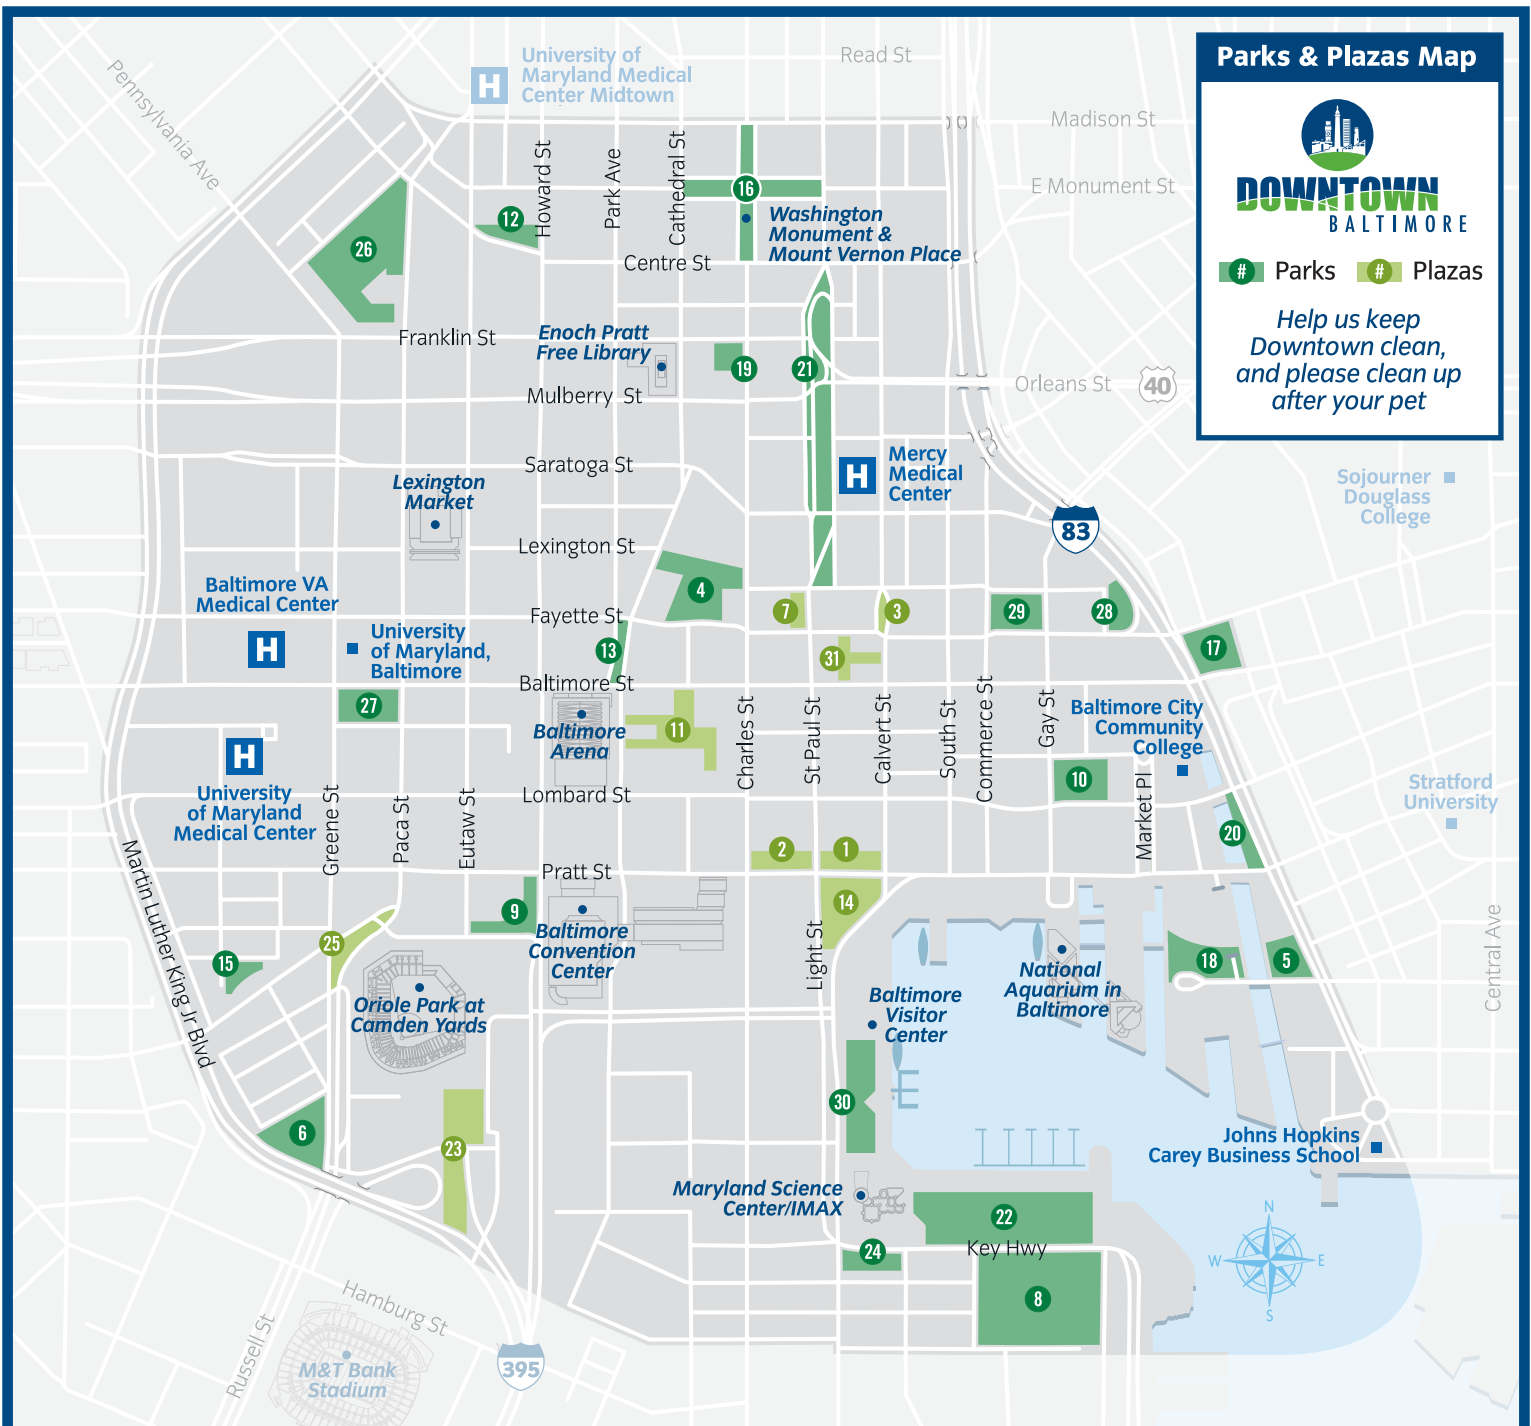 Parks & Plazas Map
DOWNTOWN
BALTIMORE
# Parks
# Plazas
Help us keep
Downtown clean,
and please clean up
after your pet
Pennsylvania Ave
H
University of
Maryland Medical
Center Midtown
Read St
Madison St
E Monument St
Howard St
Park Ave
Cathedral St
16
12
26
Washington
Monument &
Mount Vernon Place
Centre St
Franklin St
Enoch Pratt
Free Library
19
21
Orleans St
40
Mulberry St
Saratoga St
H
Mercy
Medical
Center
Lexington
Market
Sojourner
Douglass
College
83
Lexington St
Baltimore VA
Medical Center
4
7
3
29
28
Fayette St
H
University
of Maryland,
Baltimore
13
31
17
Baltimore St
27
11
Baltimore
Arena
Charles St
St Paul St
Calvert St
South St
Commerce St
Gay St
Baltimore City
Community
College
H
University
of Maryland
Medical Center
10
Market Pl
Stratford
University
Lombard St
Greene St
Paca St
Eutaw St
20
2
1
Pratt St
Martin Luther King Jr Blvd
9
14
Baltimore
Convention
Center
25
15
Light St
National
Aquarium in
Baltimore
18
5
Central Ave
Oriole Park at
Camden Yards
Baltimore
Visitor
Center
30
6
23
Johns Hopkins
Carey Business School
Maryland Science
Center/IMAX
22
24
Key Hwy
8
N
W
E
S
Hamburg St
Russell St
M&T Bank
Stadium
395